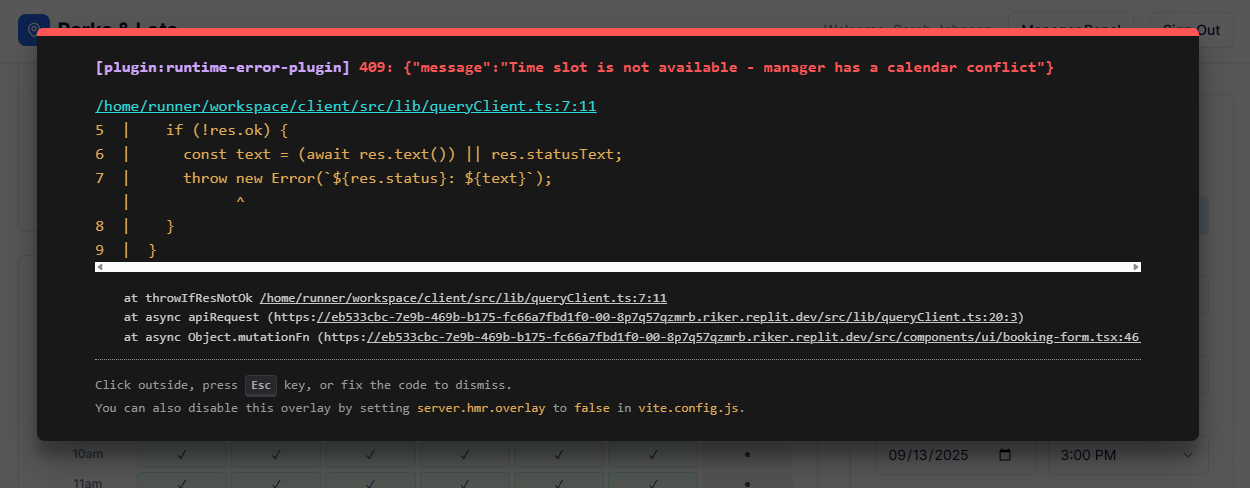 Parks & Lots
Welcome, Sarah Johnson
Manager Panel
Sign Out
[plugin:runtime-error-plugin] 409: {"message":"Time slot is not available - manager has a calendar conflict"}
/home/runner/workspace/client/src/lib/queryClient.ts:7:11
5 | if (!res.ok) {
6 | const text = (await res.text()) || res.statusText;
7 | throw new Error(`${res.status}: ${text}`);
| ^
8 | }
9 | }
at throwIfResNotOk /home/runner/workspace/client/src/lib/queryClient.ts:7:11
at async apiRequest (https://eb533cbc-7e9b-469b-b175-fc66a7fbd1f0-00-8p7q57qzmrb.riker.replit.dev/src/lib/queryClient.ts:20:3)
at async Object.mutationFn (https://eb533cbc-7e9b-469b-b175-fc66a7fbd1f0-00-8p7q57qzmrb.riker.replit.dev/src/components/ui/booking-form.tsx:46
Click outside, press Esc key, or fix the code to dismiss.
You can also disable this overlay by setting server.hmr.overlay to false in vite.config.js.
10am ✓ ✓ ✓ ✓ ✓ ✓ •
09/13/2025
3:00 PM
11am ✓ ✓ ✓ ✓ ✓ ✓ •